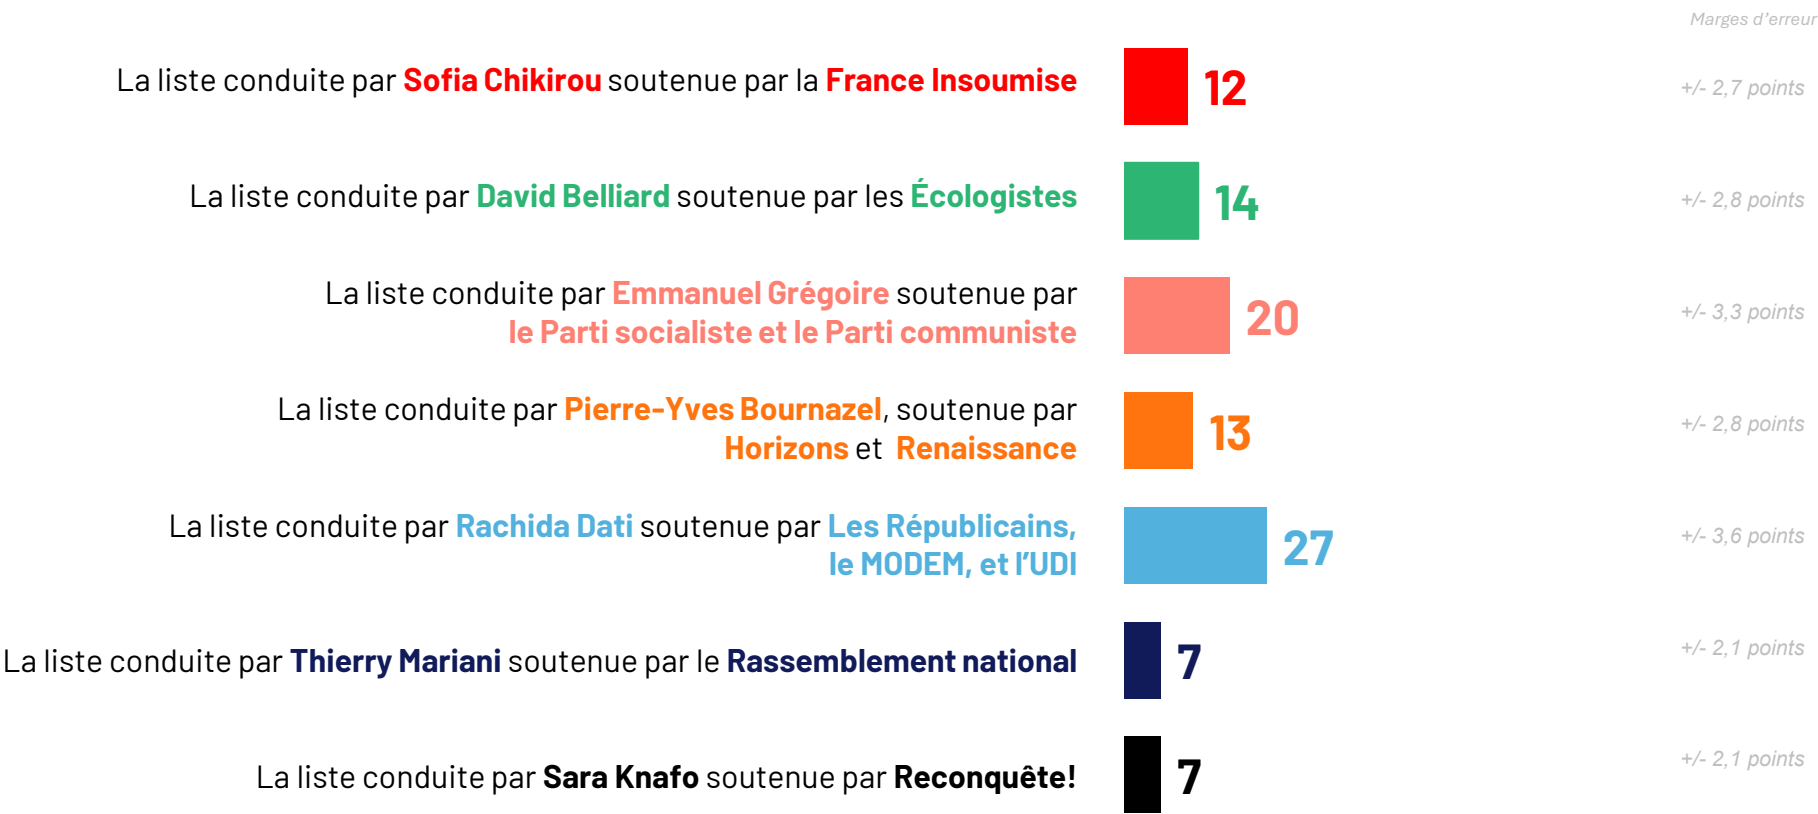 Marges d'erreur
La liste conduite par Sofia Chikirou soutenue par la France Insoumise 12 +/- 2,7 points
La liste conduite par David Belliard soutenue par les Écologistes 14 +/- 2,8 points
La liste conduite par Emmanuel Grégoire soutenue par
le Parti socialiste et le Parti communiste 20 +/- 3,3 points
La liste conduite par Pierre-Yves Bournazel, soutenue par
Horizons et Renaissance 13 +/- 2,8 points
La liste conduite par Rachida Dati soutenue par Les Républicains,
le MODEM, et l’UDI 27 +/- 3,6 points
La liste conduite par Thierry Mariani soutenue par le Rassemblement national 7 +/- 2,1 points
La liste conduite par Sara Knafo soutenue par Reconquête! 7 +/- 2,1 points